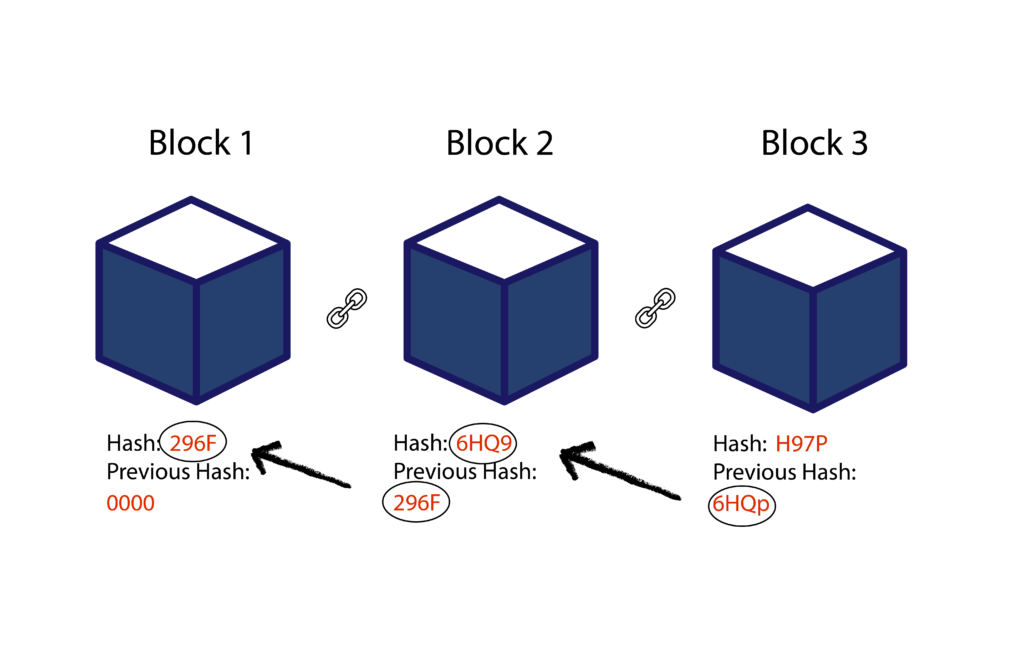 Block 1
Block 2
Block 3
Hash: 296F
Previous Hash:
0000
Hash: 6HQ9
Previous Hash:
296F
Hash: H97P
Previous Hash:
6HQp